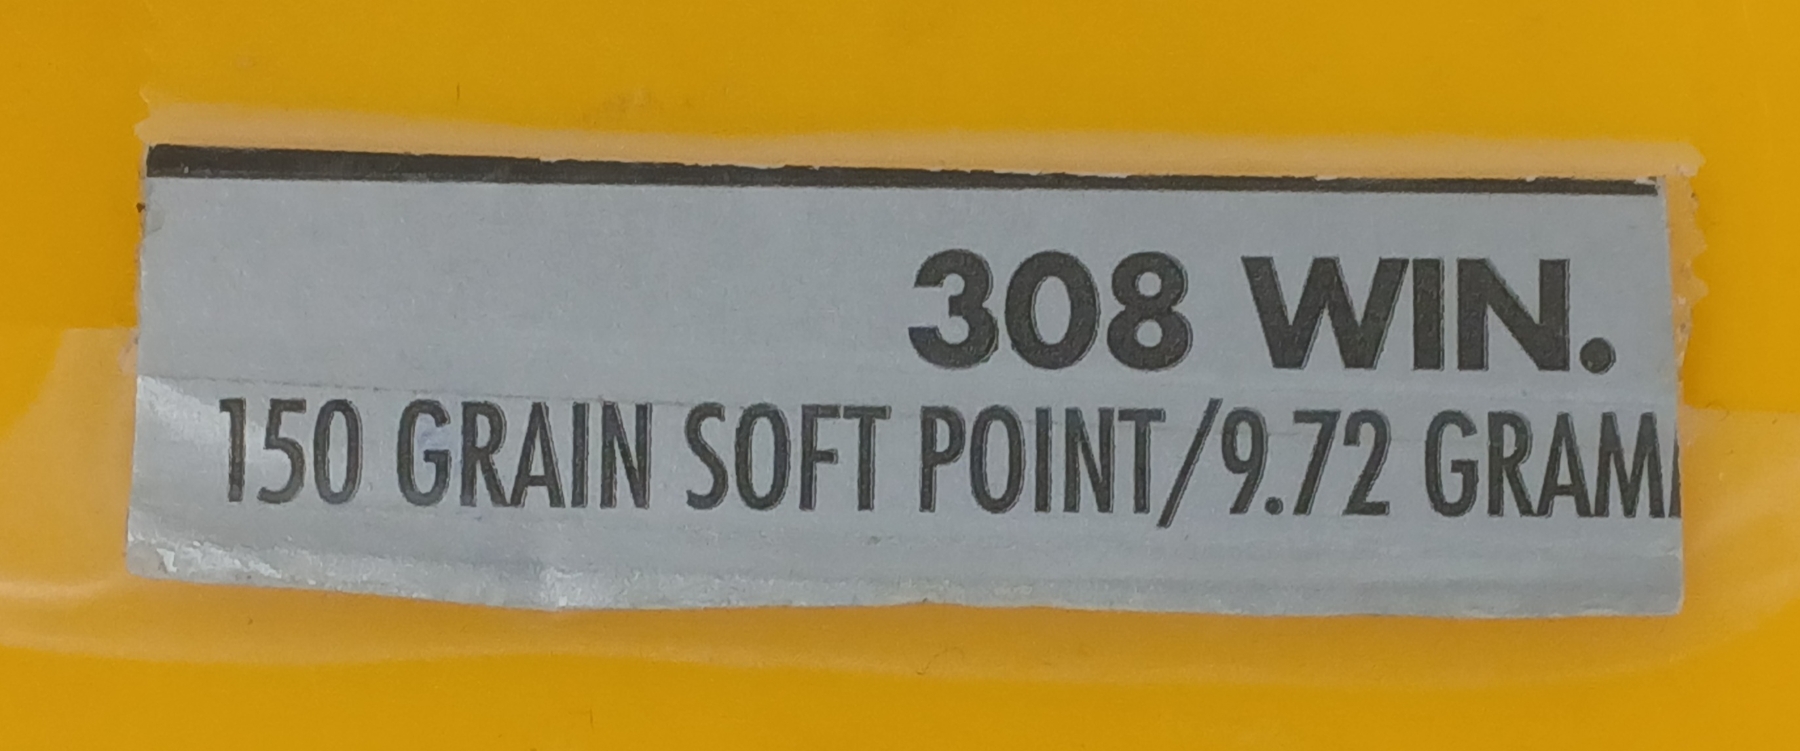 308 WIN.
150 GRAIN SOFT POINT/9.72 GRAM